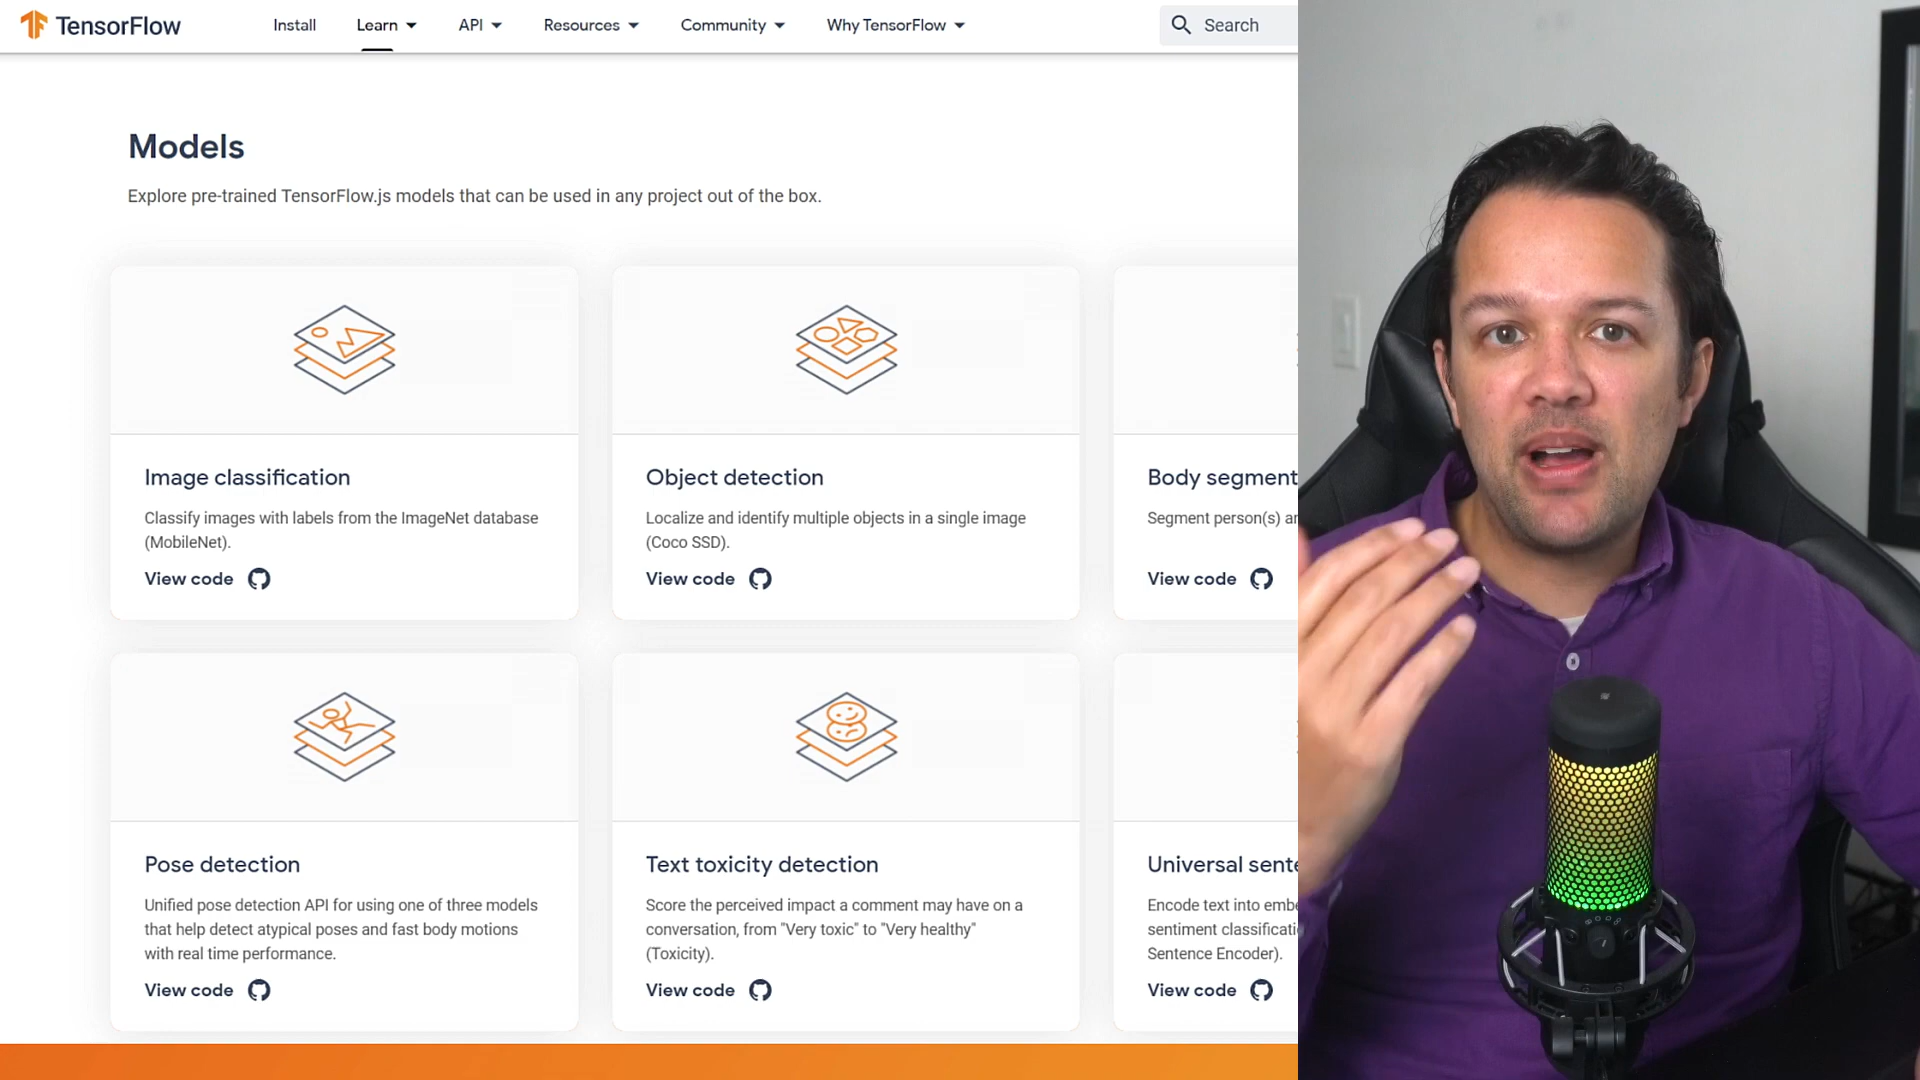 TensorFlow
Install
Learn
API
Resources
Community
Why TensorFlow
Search
Models
Explore pre-trained TensorFlow.js models that can be used in any project out of the box.
Image classification
Classify images with labels from the ImageNet database
(MobileNet).
View code
Object detection
Localize and identify multiple objects in a single image
(Coco SSD).
View code
Body segment
Segment person(s) a
View code
Pose detection
Unified pose detection API for using one of three models
that help detect atypical poses and fast body motions
with real time performance.
View code
Text toxicity detection
Score the perceived impact a comment may have on a
conversation, from "Very toxic" to "Very healthy"
(Toxicity).
View code
Universal sent
Encode text into embe
sentiment classificati
Sentence Encoder).
View code